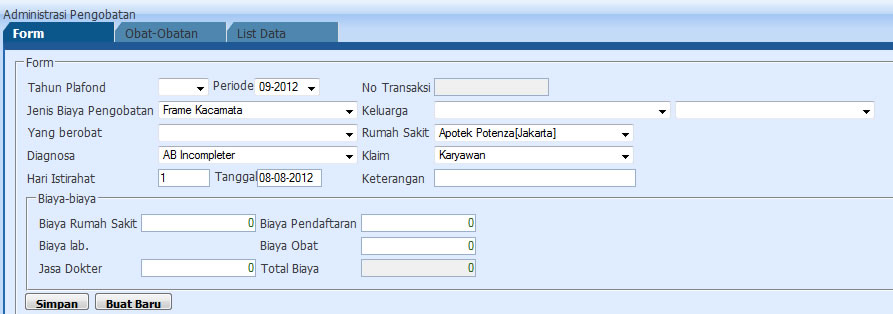 Administrasi Pengobatan
Form Obat-Obatan List Data
Form
Tahun Plafond Periode 09-2012 No Transaksi
Jenis Biaya Pengobatan Frame Kacamata Keluarga
Yang berobat Rumah Sakit Apotek Potenza[Jakarta]
Diagnosa AB Incompleter Klaim Karyawan
Hari Istirahat 1 Tanggal 08-08-2012 Keterangan
Biaya-biaya
Biaya Rumah Sakit 0 Biaya Pendaftaran 0
Biaya lab. Biaya Obat 0
Jasa Dokter 0 Total Biaya 0
Simpan Buat Baru